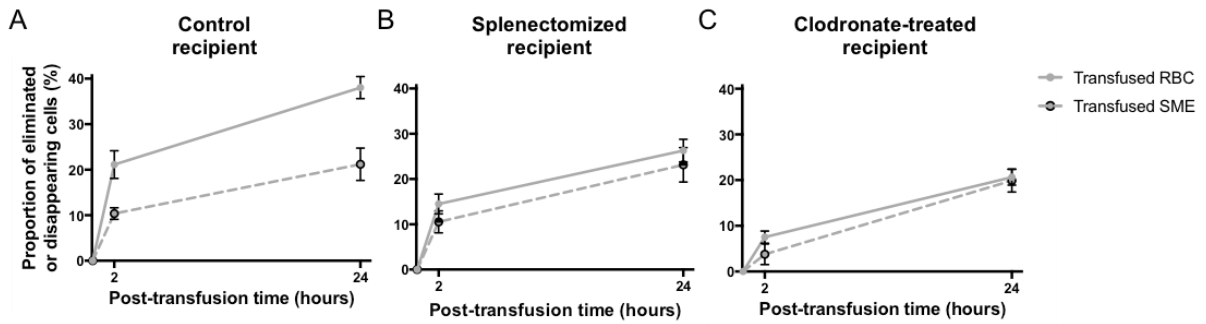 A
Control
recipient
Proportion of eliminated
or disappearing cells (%)
40
30
20
10
0
2
24
Post-transfusion time (hours)
B
Splenectomized
recipient
40
30
20
10
0
2
24
Post-transfusion time (hours)
C
Clodronate-treated
recipient
40
30
20
10
0
2
24
Post-transfusion time (hours)
Transfused RBC
Transfused SME